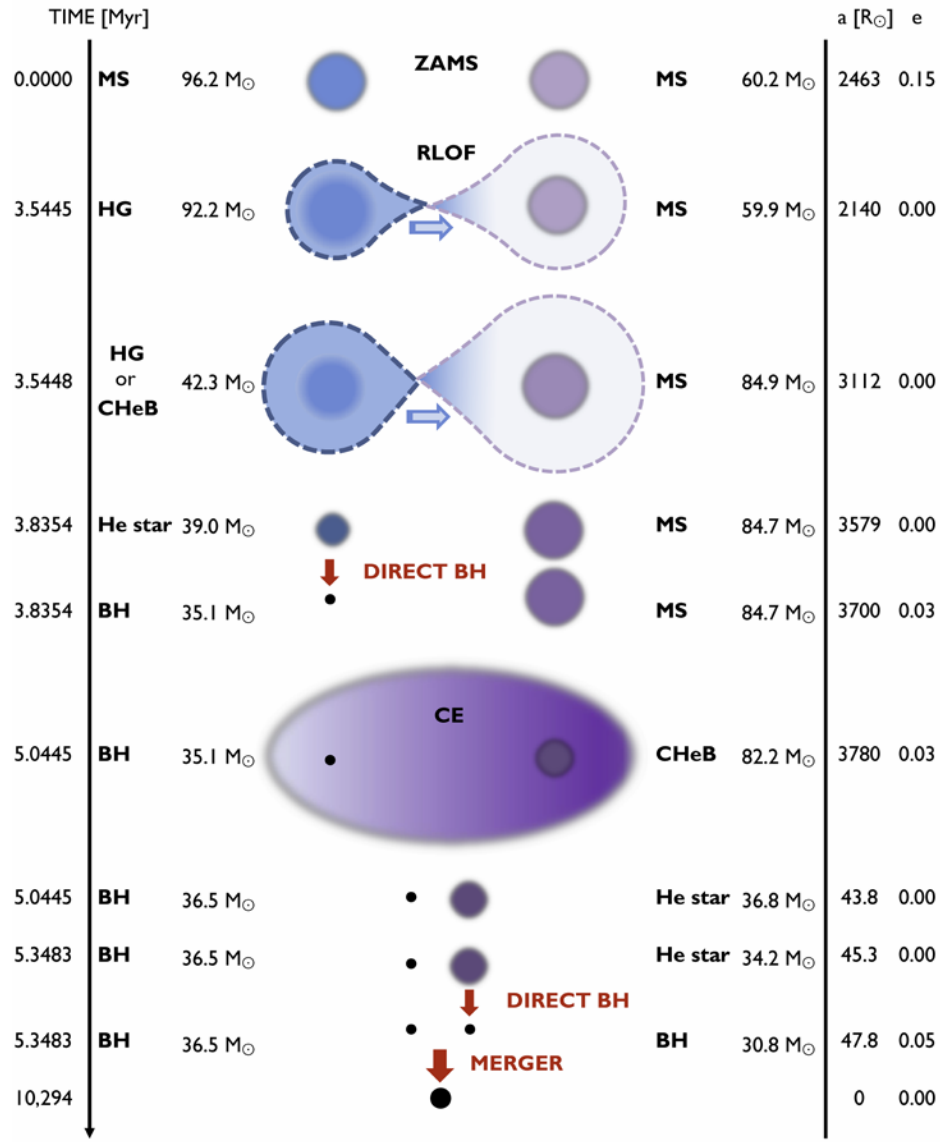 TIME [Myr] a [R☉] e
ZAMS
0.0000 MS 96.2 M☉ MS 60.2 M☉ 2463 0.15
RLOF
3.5445 HG 92.2 M☉ MS 59.9 M☉ 2140 0.00
HG
or
CHeB
3.5448 42.3 M☉ MS 84.9 M☉ 3112 0.00
3.8354 He star 39.0 M☉ MS 84.7 M☉ 3579 0.00
DIRECT BH
3.8354 BH 35.1 M☉ MS 84.7 M☉ 3700 0.03
CE
5.0445 BH 35.1 M☉ CHeB 82.2 M☉ 3780 0.03
5.0445 BH 36.5 M☉ He star 36.8 M☉ 43.8 0.00
5.3483 BH 36.5 M☉ He star 34.2 M☉ 45.3 0.00
DIRECT BH
5.3483 BH 36.5 M☉ BH 30.8 M☉ 47.8 0.05
MERGER
10,294 0 0.00